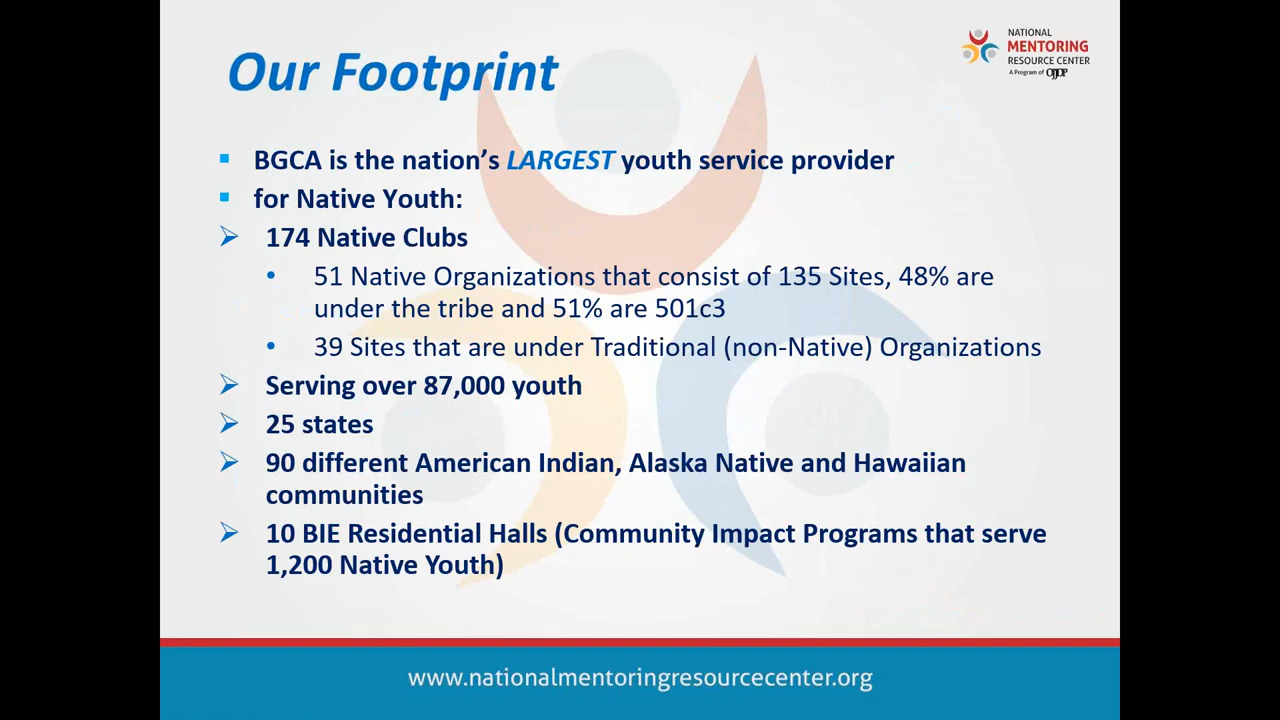 Our Footprint
NATIONAL
MENTORING
RESOURCE CENTER
A Program of OJJDP
BGCA is the nation's LARGEST youth service provider
for Native Youth:
174 Native Clubs
51 Native Organizations that consist of 135 Sites, 48% are
under the tribe and 51% are 501c3
39 Sites that are under Traditional (non-Native) Organizations
Serving over 87,000 youth
25 states
90 different American Indian, Alaska Native and Hawaiian
communities
10 BIE Residential Halls (Community Impact Programs that serve
1,200 Native Youth)
www.nationalmentoringresourcecenter.org